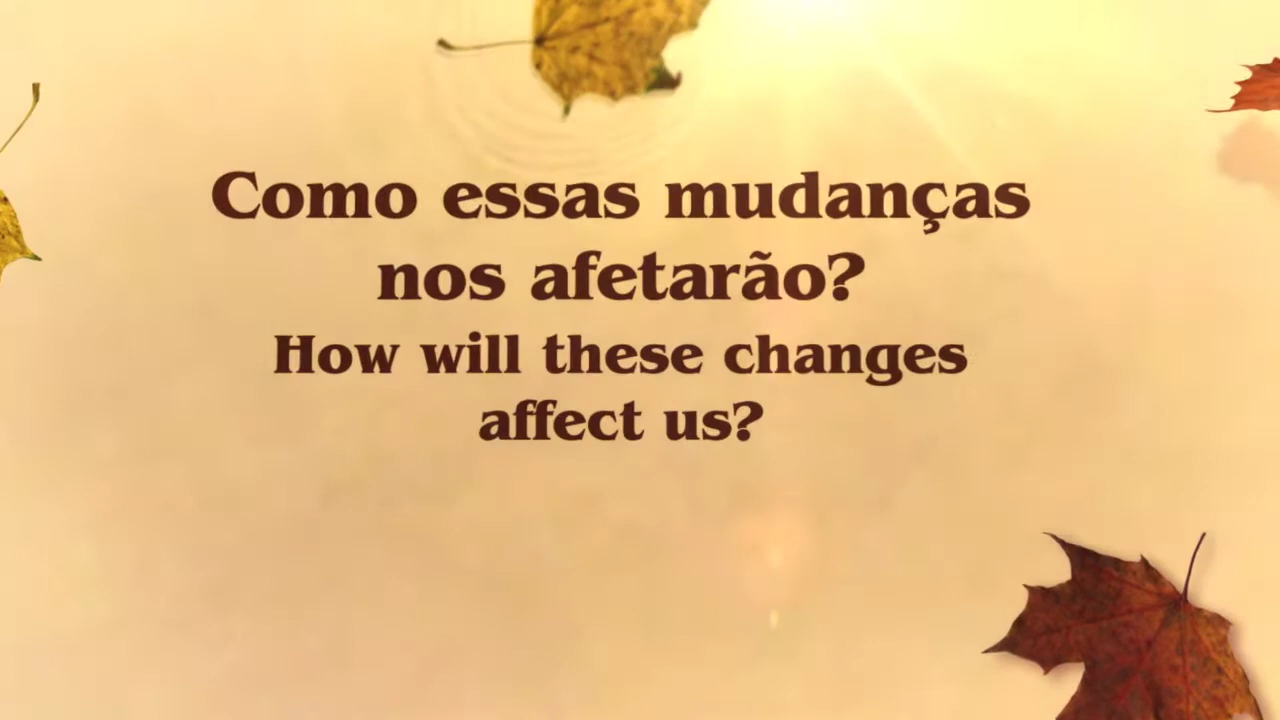 Como essas mudanças
nos afetarão?
How will these changes
affect us?